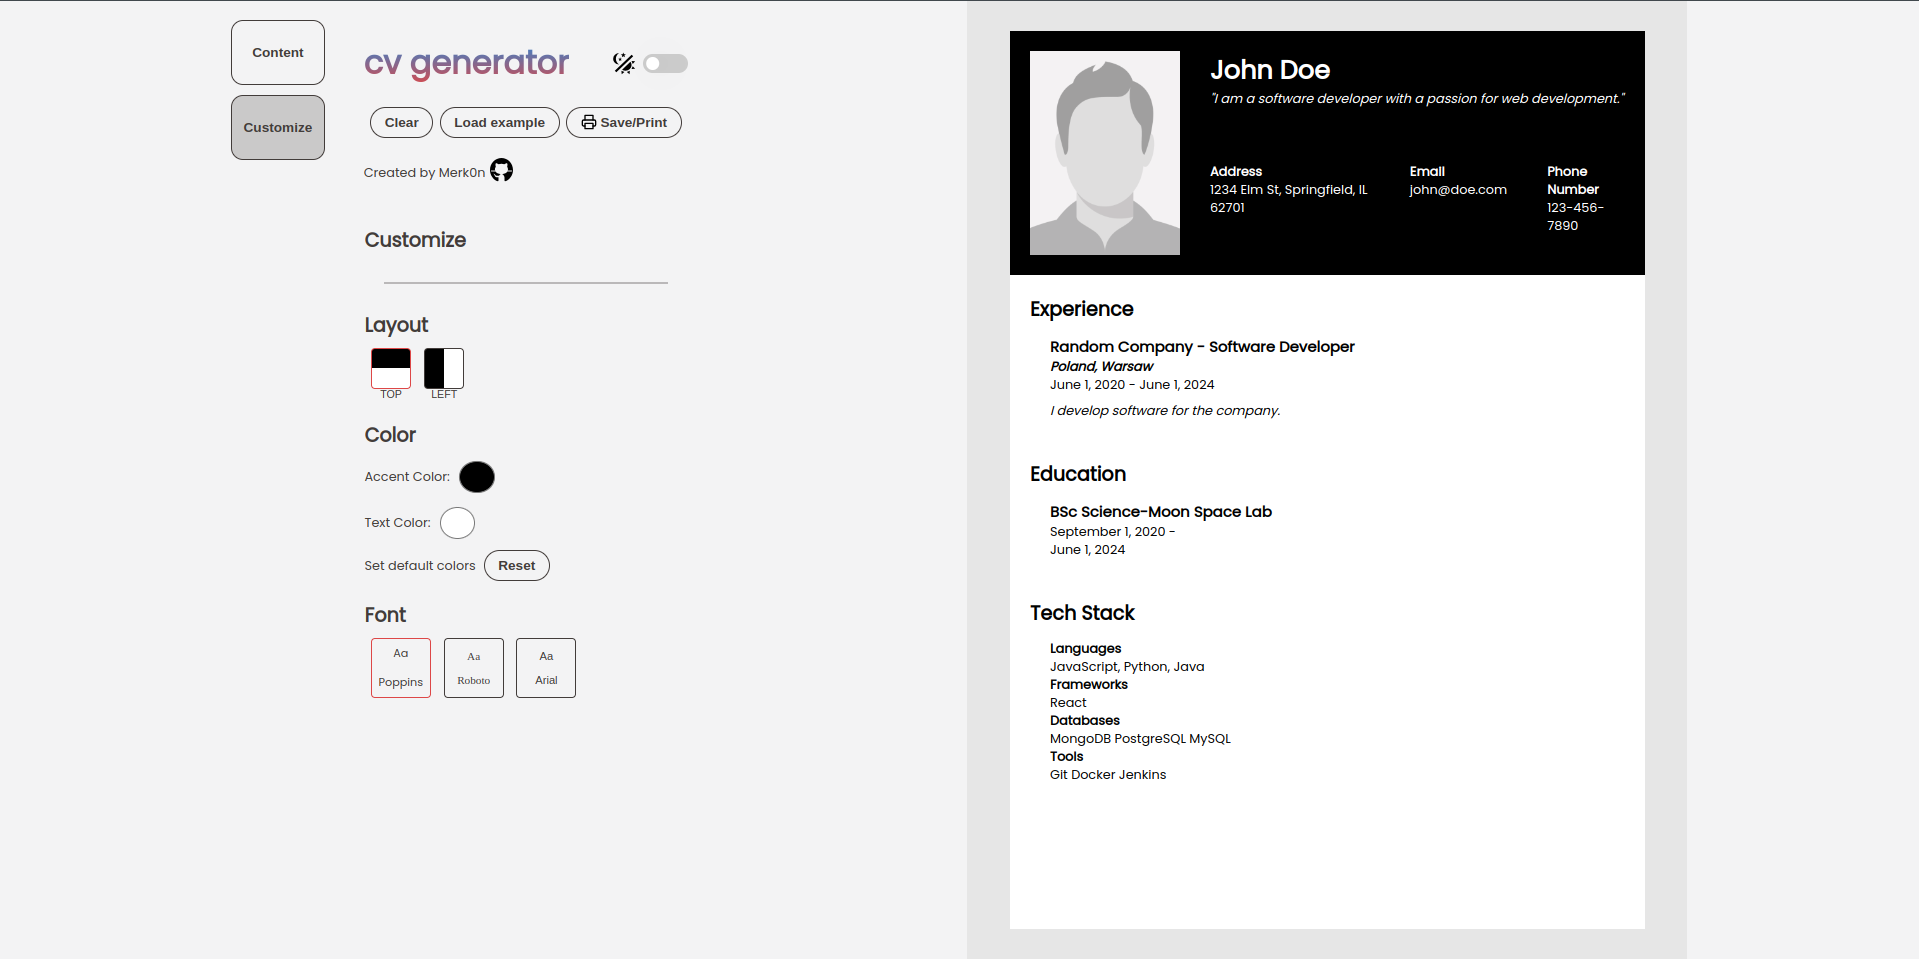 Content
Customize
cv generator
Clear
Load example
Save/Print
Created by Merk0n
Customize
Layout
TOP
LEFT
Color
Accent Color:
Text Color:
Set default colors
Reset
Font
Aa
Poppins
Aa
Roboto
Aa
Arial
John Doe
"I am a software developer with a passion for web development."
Address
1234 Elm St, Springfield, IL
62701
Email
john@doe.com
Phone
Number
123-456-
7890
Experience
Random Company - Software Developer
Poland, Warsaw
June 1, 2020 - June 1, 2024
I develop software for the company.
Education
BSc Science-Moon Space Lab
September 1, 2020 -
June 1, 2024
Tech Stack
Languages
JavaScript, Python, Java
Frameworks
React
Databases
MongoDB PostgreSQL MySQL
Tools
Git Docker Jenkins